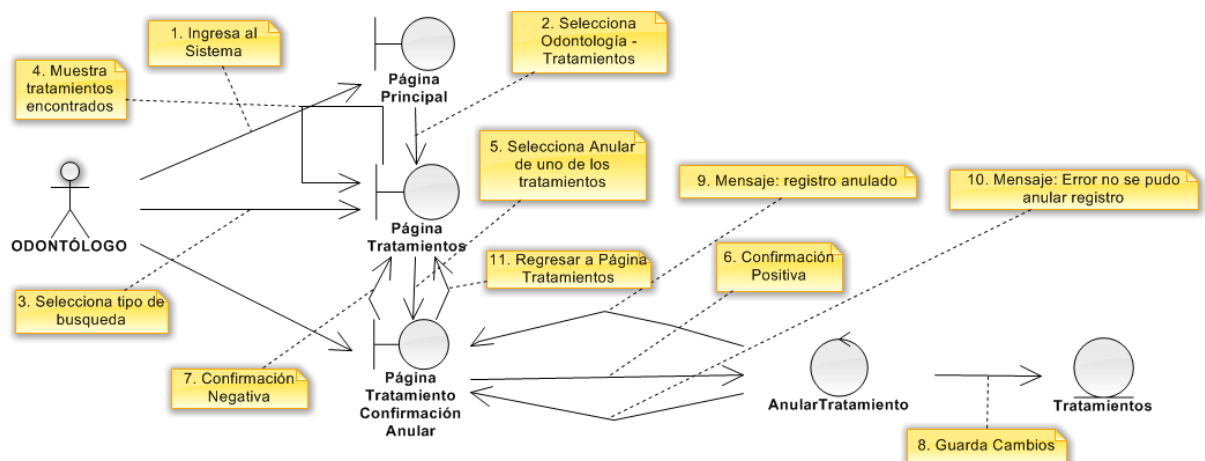 1. Ingresa al
Sistema
2. Selecciona
Odontología -
Tratamientos
4. Muestra
tratamientos
encontrados
Página
Principal
5. Selecciona Anular
de uno de los
tratamientos
9. Mensaje: registro anulado
10. Mensaje: Error no se pudo
anular registro
ODONTÓLOGO
Página
Tratamientos
11. Regresar a Página
Tratamientos
6. Confirmación
Positiva
3. Selecciona tipo de
busqueda
7. Confirmación
Negativa
Página
Tratamiento
Confirmación
Anular
AnularTratamiento
Tratamientos
8. Guarda Cambios